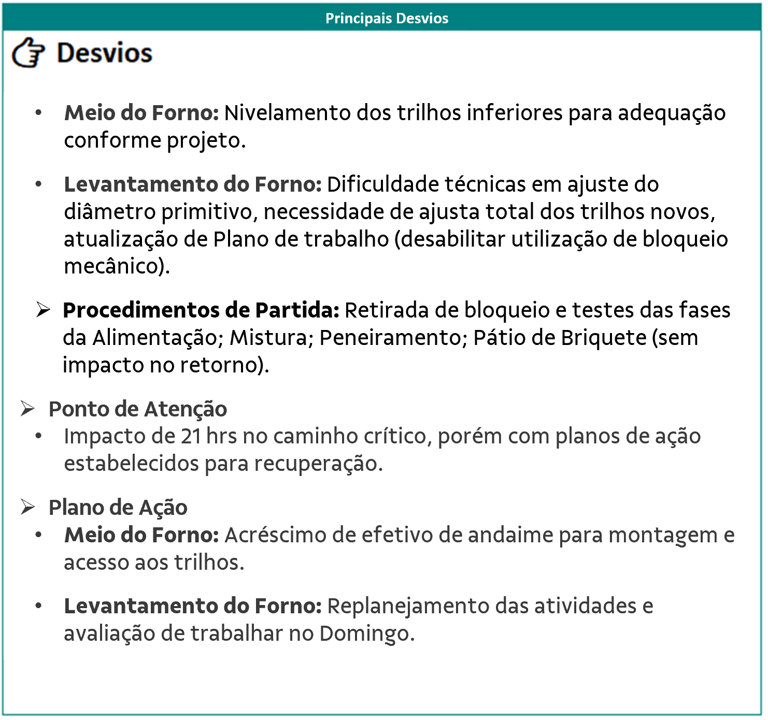 Principais Desvios
Desvios
• Meio do Forno: Nivelamento dos trilhos inferiores para adequação
conforme projeto.
• Levantamento do Forno: Dificuldade técnicas em ajuste do
diâmetro primitivo, necessidade de ajusta total dos trilhos novos,
atualização de Plano de trabalho (desabilitar utilização de bloqueio
mecânico).
➢ Procedimentos de Partida: Retirada de bloqueio e testes das fases
da Alimentação; Mistura; Peneiramento; Pátio de Briquete (sem
impacto no retorno).
➢ Ponto de Atenção
• Impacto de 21 hrs no caminho crítico, porém com planos de ação
estabelecidos para recuperação.
➢ Plano de Ação
• Meio do Forno: Acréscimo de efetivo de andaime para montagem e
acesso aos trilhos.
• Levantamento do Forno: Replanejamento das atividades e
avaliação de trabalhar no Domingo.